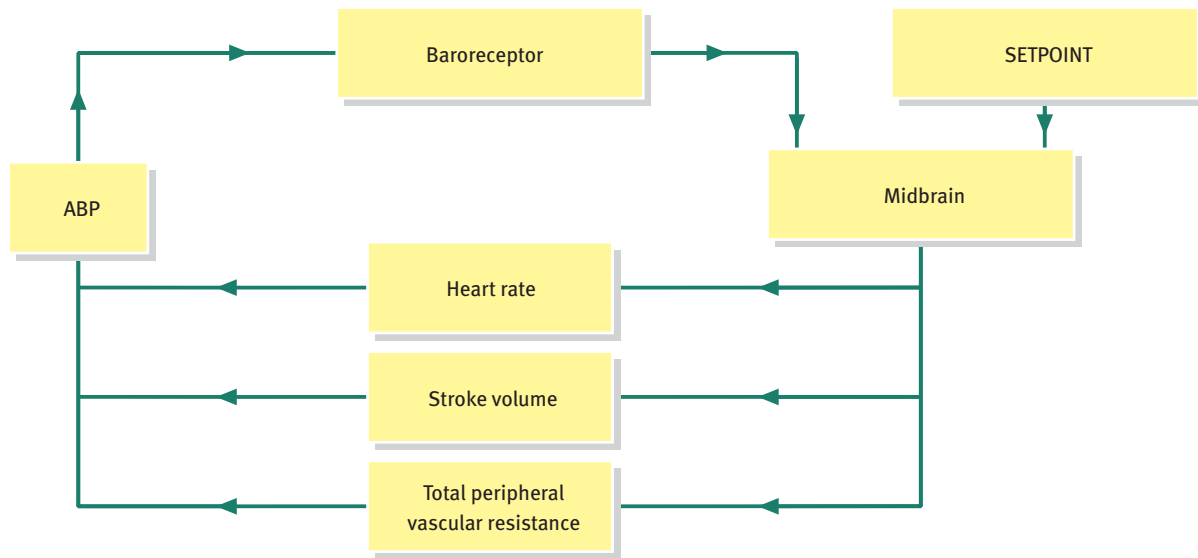 Baroreceptor
SETPOINT
ABP
Midbrain
Heart rate
Stroke volume
Total peripheral
vascular resistance